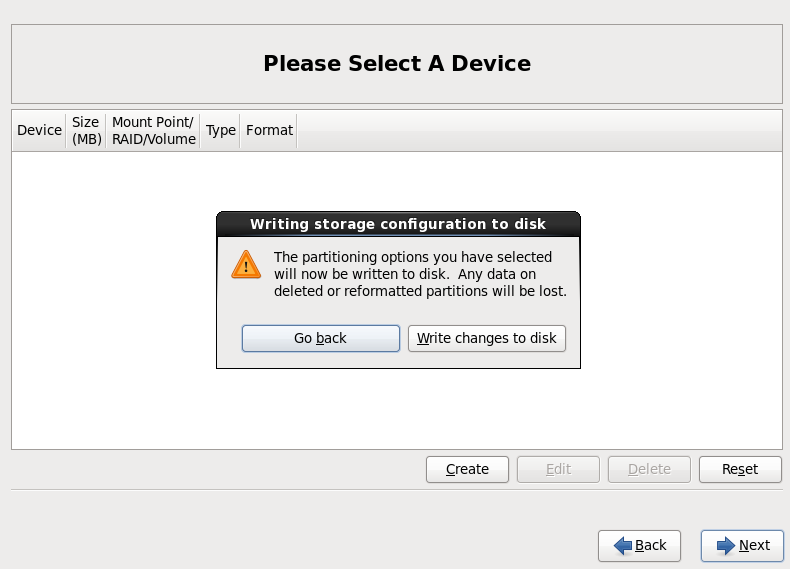 Please Select A Device
Device
Size
(MB)
Mount Point/
RAID/Volume
Type
Format
Writing storage configuration to disk
The partitioning options you have selected
will now be written to disk.  Any data on
deleted or reformatted partitions will be lost.
Go back
Write changes to disk
Create
Edit
Delete
Reset
Back
Next